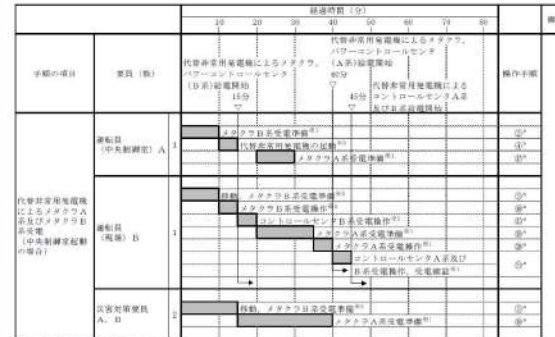 経過時間（分）
備
10 20 30 40 50 60 70 80
手順の項目
要員（数）
操作手順
代替非常用発電機によるメタクラ、
パワーコントロールセンタ
（B系）給電開始
15分
▽
代替非常用発電機によるメタクラ、
パワーコントロールセンタ
（A系）給電開始
40分
▽
代替非常用発電機による
コントロールセンタA系
及びB系給電開始
45分
▽
代替非常用発電機
によるメタクラA
系及びメタクラB
系受電
（中央制御室起動
の場合）
運転員
（中央制御室）A
1
メタクラB系受電準備
代替非常用発電機の起動
メタクラA系受電準備
運転員
（現場）B
1
移動、メタクラB系受電準備
メタクラB系受電操作
コントロールセンタB系受電操作
メタクラA系受電準備
メタクラA系受電操作
コントロールセンタA系及び
B系受電操作、受電確認
災害対策要員
A、B
2
移動、メタクラB系受電準備
メタクラA系受電準備